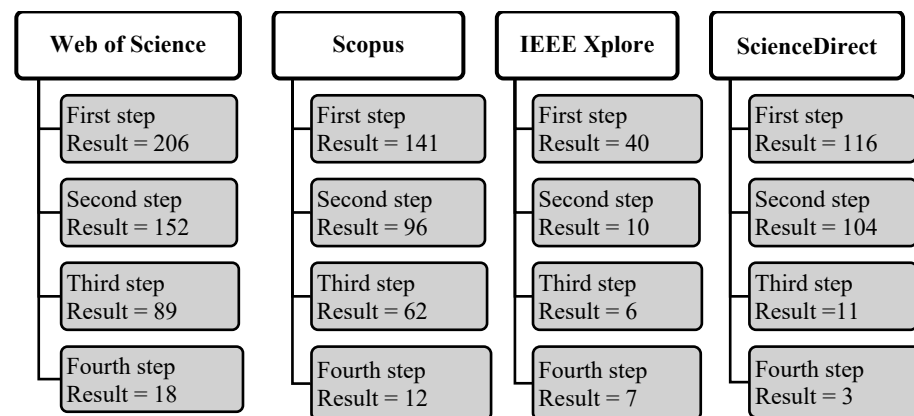 Web of Science
First step
Result = 206
Second step
Result = 152
Third step
Result = 89
Fourth step
Result = 18
Scopus
First step
Result = 141
Second step
Result = 96
Third step
Result = 62
Fourth step
Result = 12
IEEE Xplore
First step
Result = 40
Second step
Result = 10
Third step
Result = 6
Fourth step
Result = 7
ScienceDirect
First step
Result = 116
Second step
Result = 104
Third step
Result =11
Fourth step
Result = 3